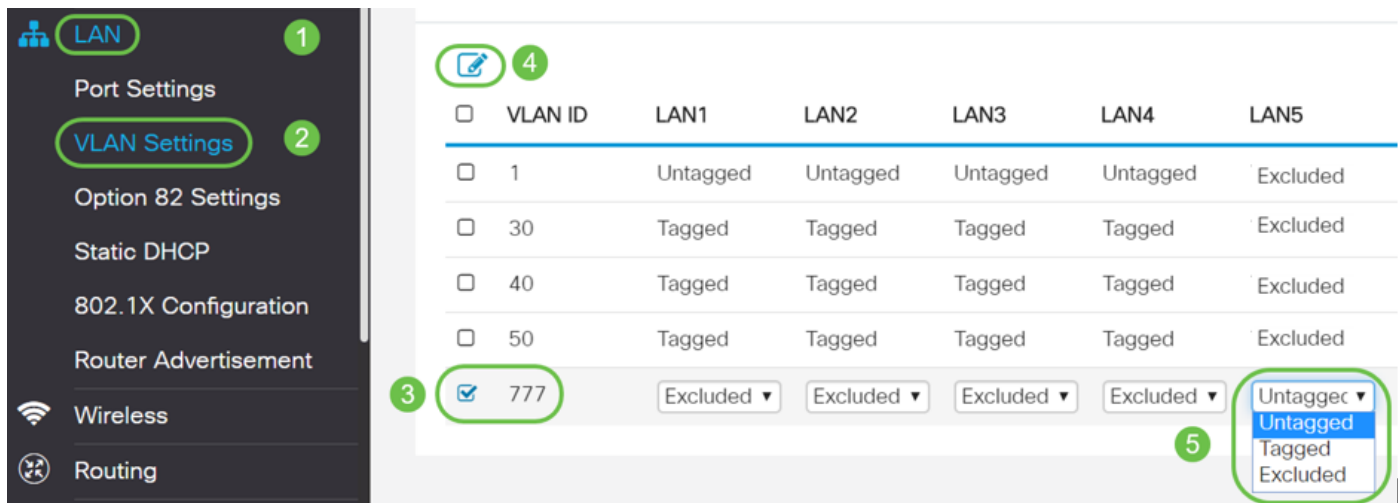 LAN
1
Port Settings
VLAN Settings
2
Option 82 Settings
Static DHCP
802.1X Configuration
Router Advertisement
Wireless
Routing
4
VLAN ID LAN1 LAN2 LAN3 LAN4 LAN5
1 Untagged Untagged Untagged Untagged Excluded
30 Tagged Tagged Tagged Tagged Excluded
40 Tagged Tagged Tagged Tagged Excluded
50 Tagged Tagged Tagged Tagged Excluded
3 777 Excluded Excluded Excluded Excluded Untaggec
5
Untagged
Tagged
Excluded